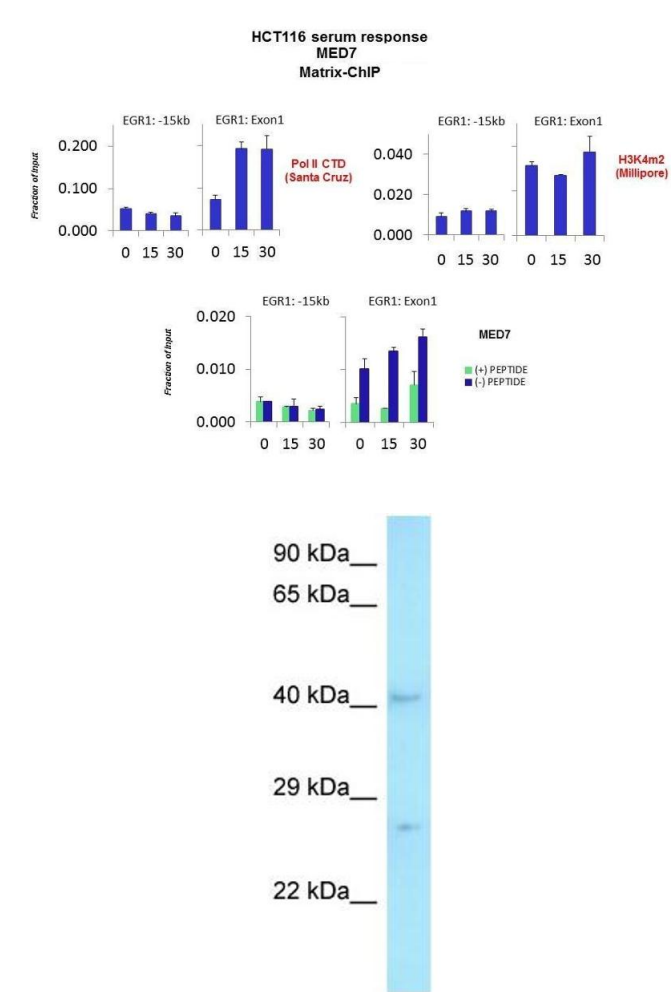 HCT116 serum response
MED7
Matrix-ChIP
EGR1: -15kb EGR1: Exon1
Fraction of Input
0.200
0.100
0.000
0 15 30 0 15 30
Pol II CTD
(Santa Cruz)
EGR1: -15kb EGR1: Exon1
0.040
0.020
0.000
0 15 30 0 15 30
H3K4m2
(Millipore)
EGR1: -15kb EGR1: Exon1
Fraction of Input
0.020
0.010
0.000
0 15 30 0 15 30
MED7
(+) PEPTIDE
(-) PEPTIDE
90 kDa
65 kDa
40 kDa
29 kDa
22 kDa